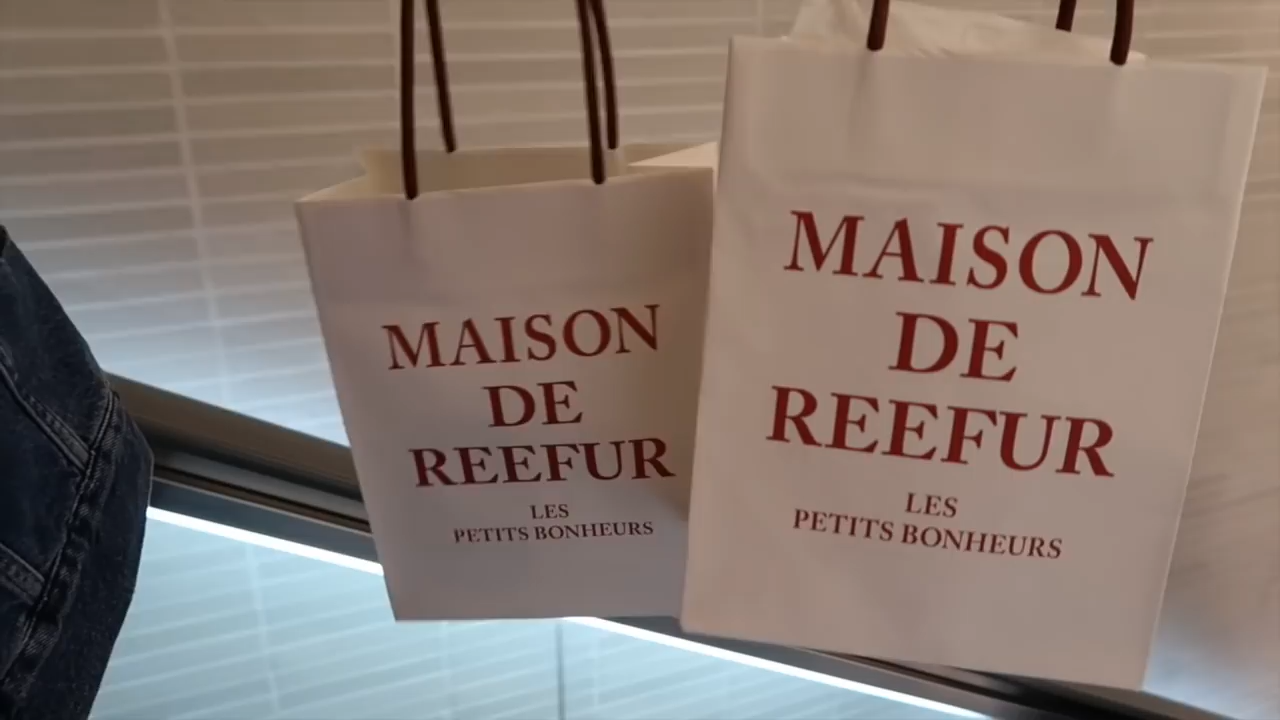 MAISON
DE
REEFUR
LES
PETITS BONHEURS
MAISON
DE
REEFUR
LES
PETITS BONHEURS